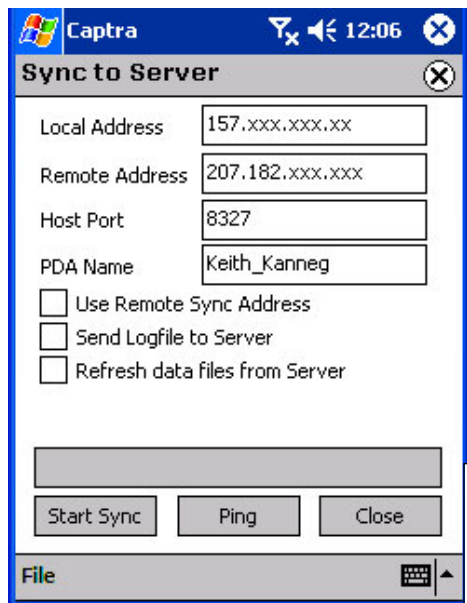 Captra 12:06
Sync to Server
Local Address 157.xxx.xxx.xx
Remote Address 207.182.xxx.xxx
Host Port 8327
PDA Name Keith_Kanneg
Use Remote Sync Address
Send Logfile to Server
Refresh data files from Server
Start Sync Ping Close
File